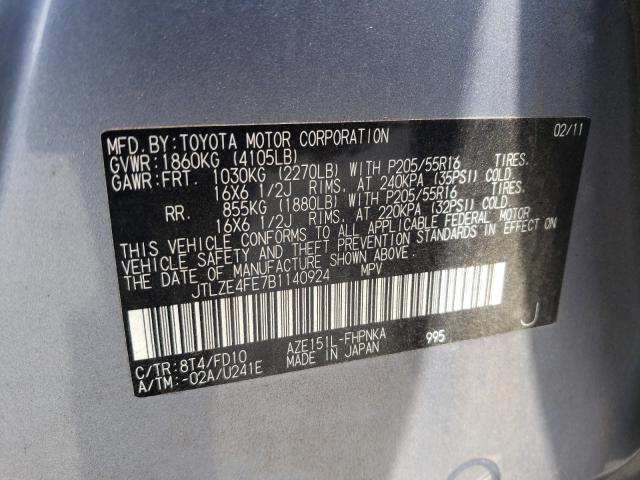 MFD.BY:TOYOTA MOTOR CORPORATION 02/11
GVWR:1860KG (4105LB)
GAWR:FRT. 1030KG (2270LB) WITH P205/55R16 TIRES.
16X6 1/2J RIMS, AT 240KPA (35PSI) COLD
RR. 855KG (1880LB) WITH P205/55R16 TIRES.
16X6 1/2J RIMS, AT 220KPA (32PSI) COLD
THIS VEHICLE CONFORMS TO ALL APPLICABLE FEDERAL MOTOR
VEHICLE SAFETY AND THEFT PREVENTION STANDARDS IN EFFECT ON
THE DATE OF MANUFACTURE SHOWN ABOVE.
JTLZE4FE7B1140924 MPV
J
C/TR:8T4/FD10 AZE151L-FHPNKA 995
A/TM:-02A/U241E MADE IN JAPAN